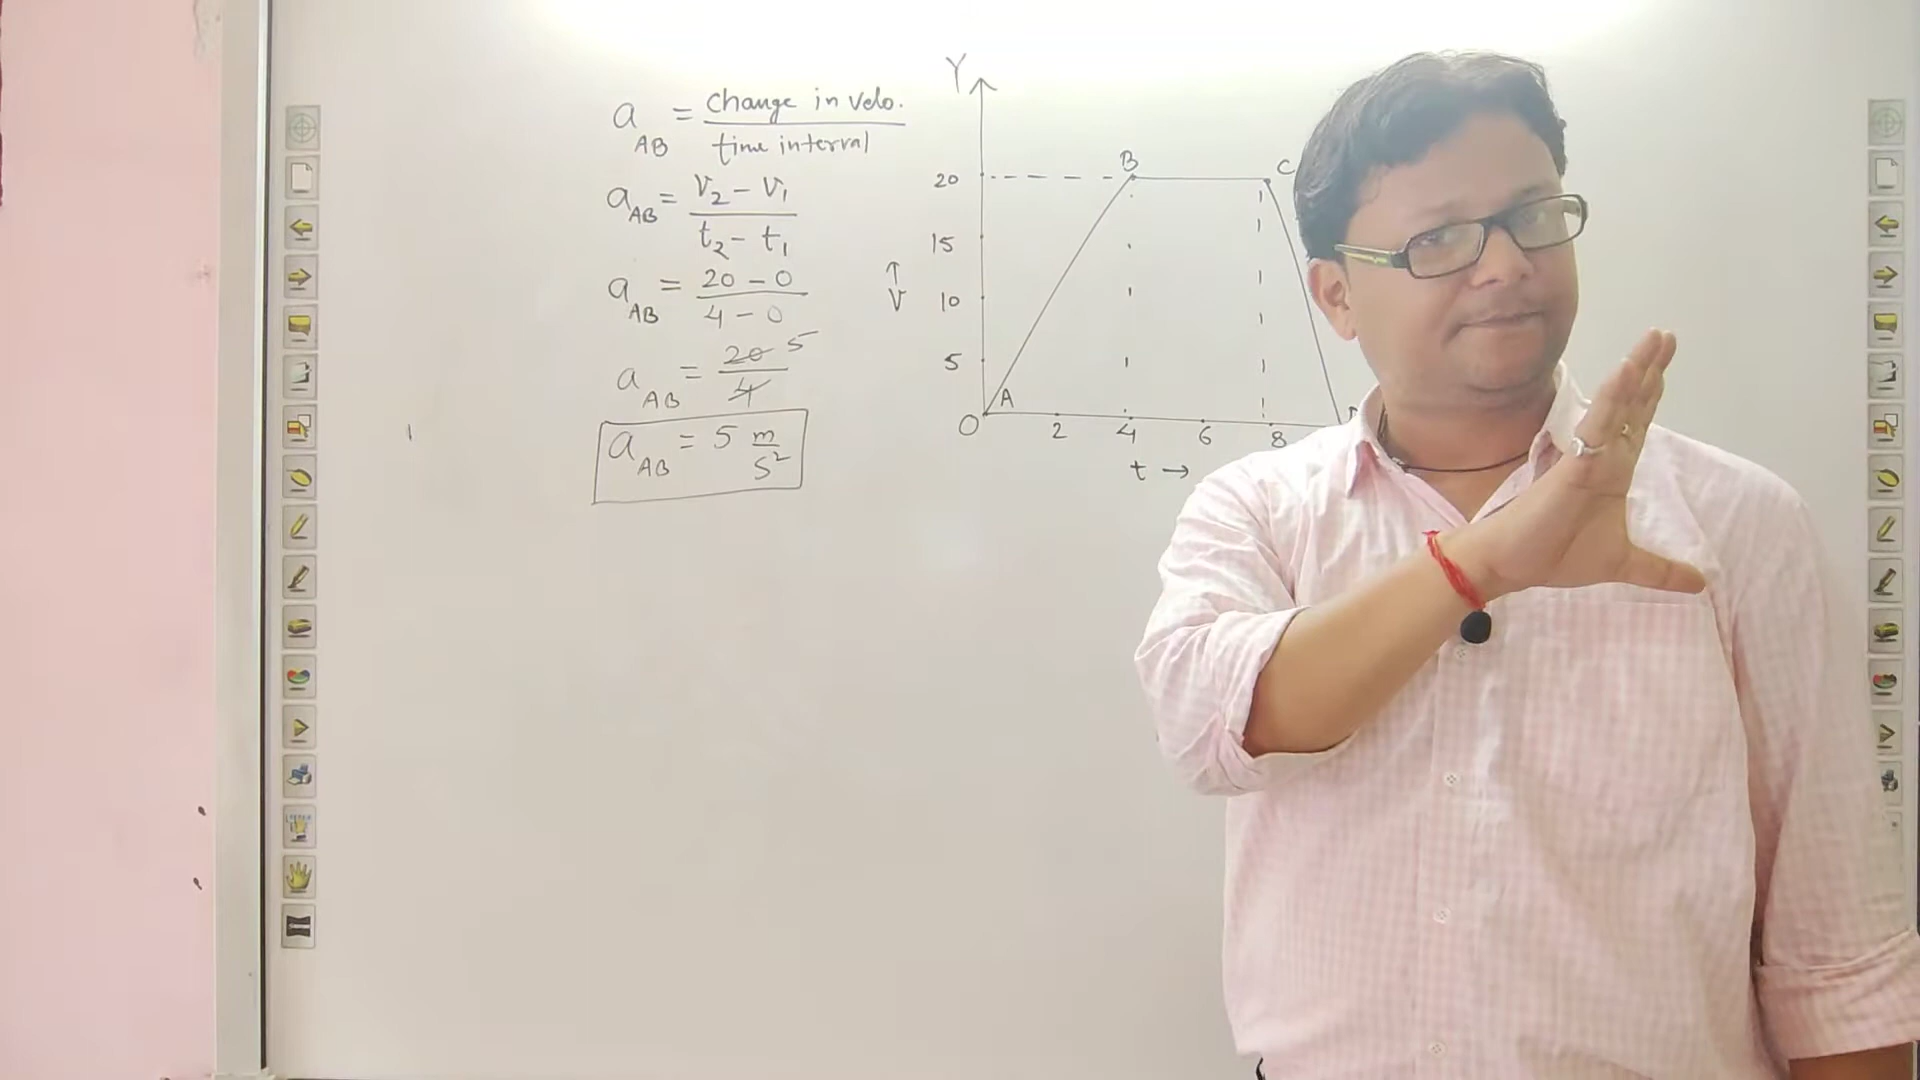 a_AB = change in velo. / time interval
a_AB = V₂ - V₁ / t₂ - t₁
a_AB = 20 - 0 / 4 - 0
a_AB = 20 5 / 4
a_AB = 5 m / s²
Y
B
C
20
15
↑
V
10
5
A
O
2
4
6
8
t →